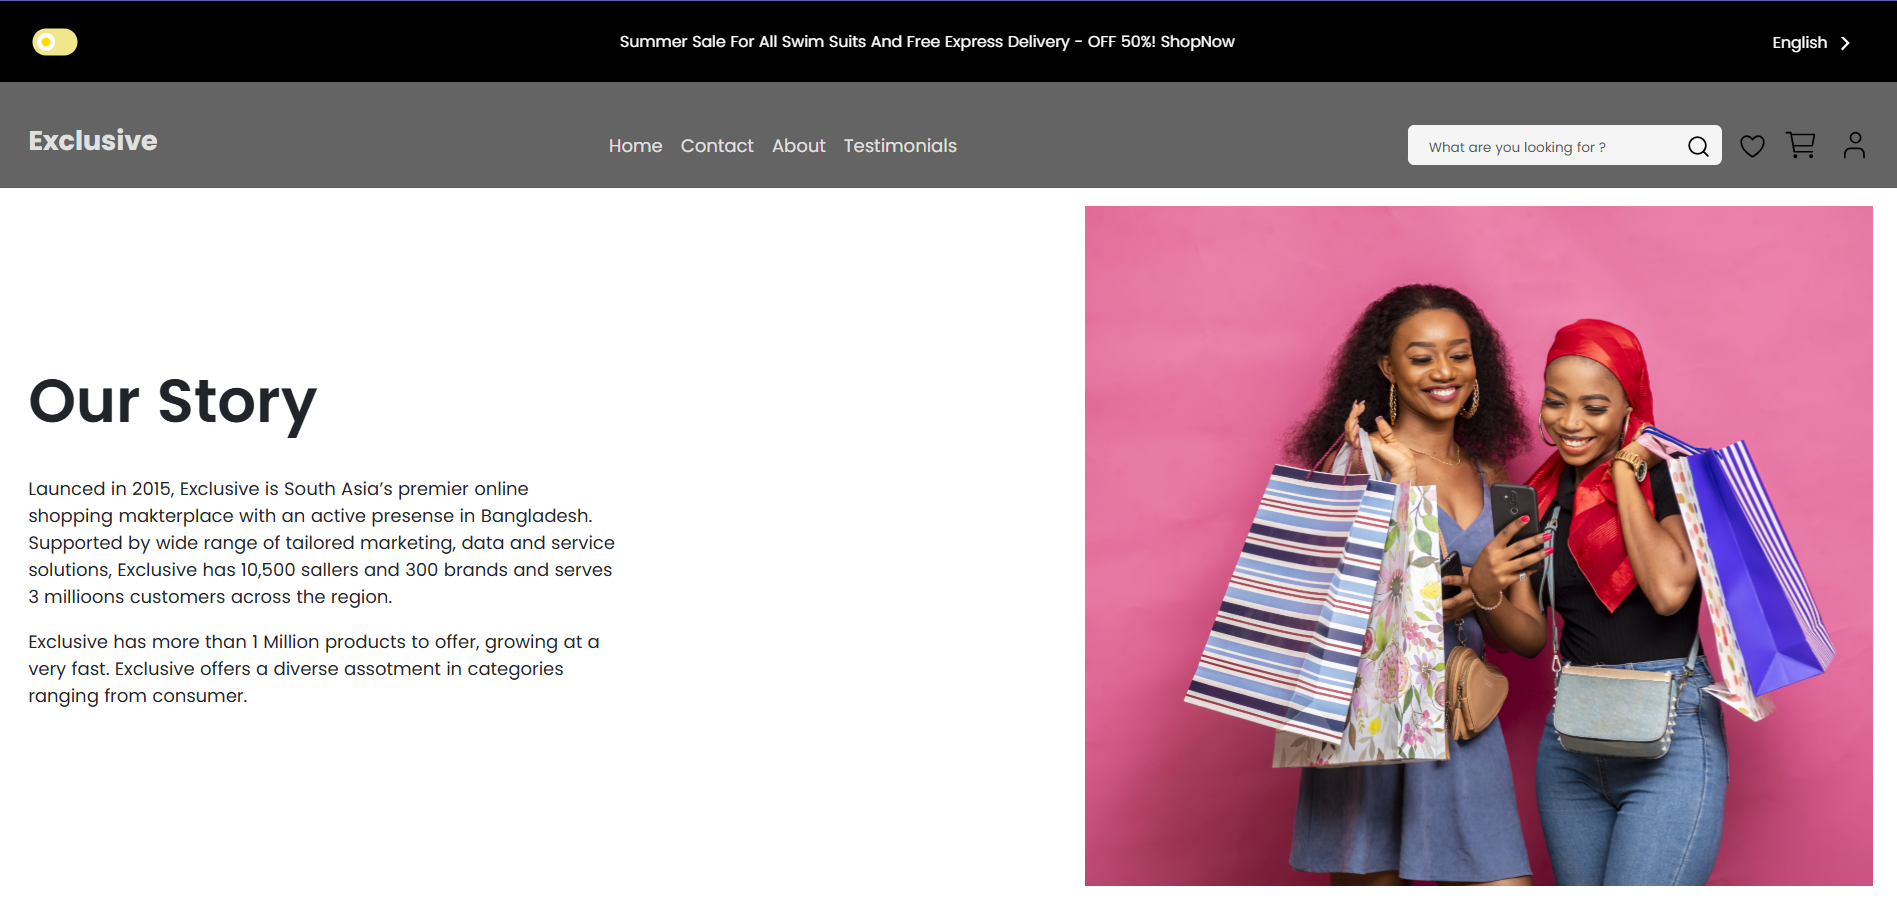 Summer Sale For All Swim Suits And Free Express Delivery - OFF 50%! ShopNow
English
Exclusive
Home Contact About Testimonials
What are you looking for ?
Our Story
Launced in 2015, Exclusive is South Asia’s premier online
shopping makterplace with an active presense in Bangladesh.
Supported by wide range of tailored marketing, data and service
solutions, Exclusive has 10,500 sallers and 300 brands and serves
3 millioons customers across the region.
Exclusive has more than 1 Million products to offer, growing at a
very fast. Exclusive offers a diverse assotment in categories
ranging from consumer.